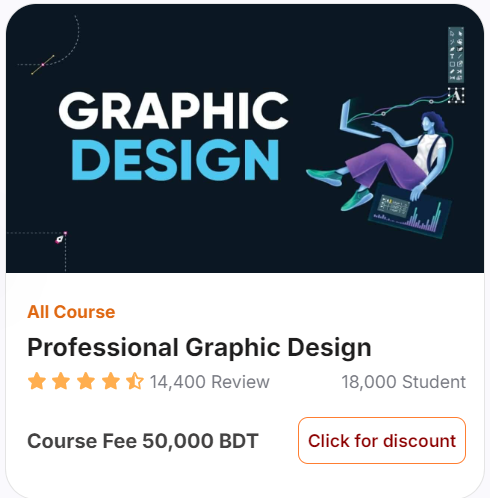 GRAPHIC
DESIGN
A
All Course
Professional Graphic Design
14,400 Review 18,000 Student
Course Fee 50,000 BDT Click for discount